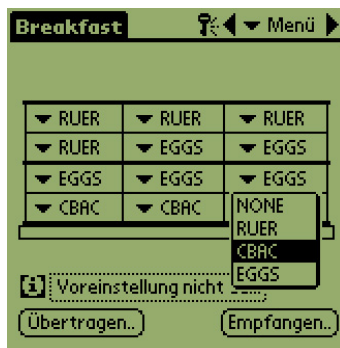 Breakfast Menü
RUER RUER RUER
RUER EGGS EGGS
EGGS EGGS EGGS
CBAC CBAC NONE
RUER
CBAC
EGGS
Voreinstellung nicht
Übertragen.. Empfangen..